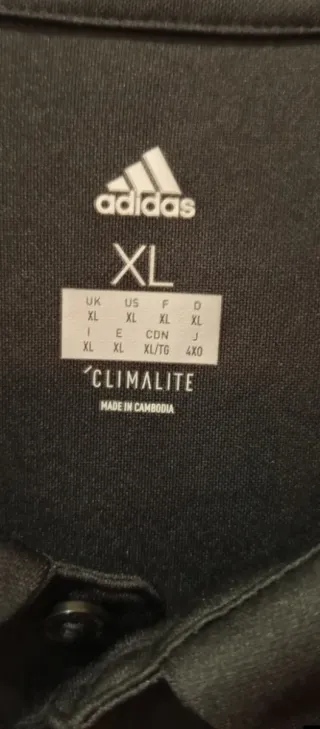 adidas
XL
UK US F D
XL XL XL XL
I E CDN J
XL XL XL/TG 4XO
CLIMALITE
MADE IN CAMBODIA